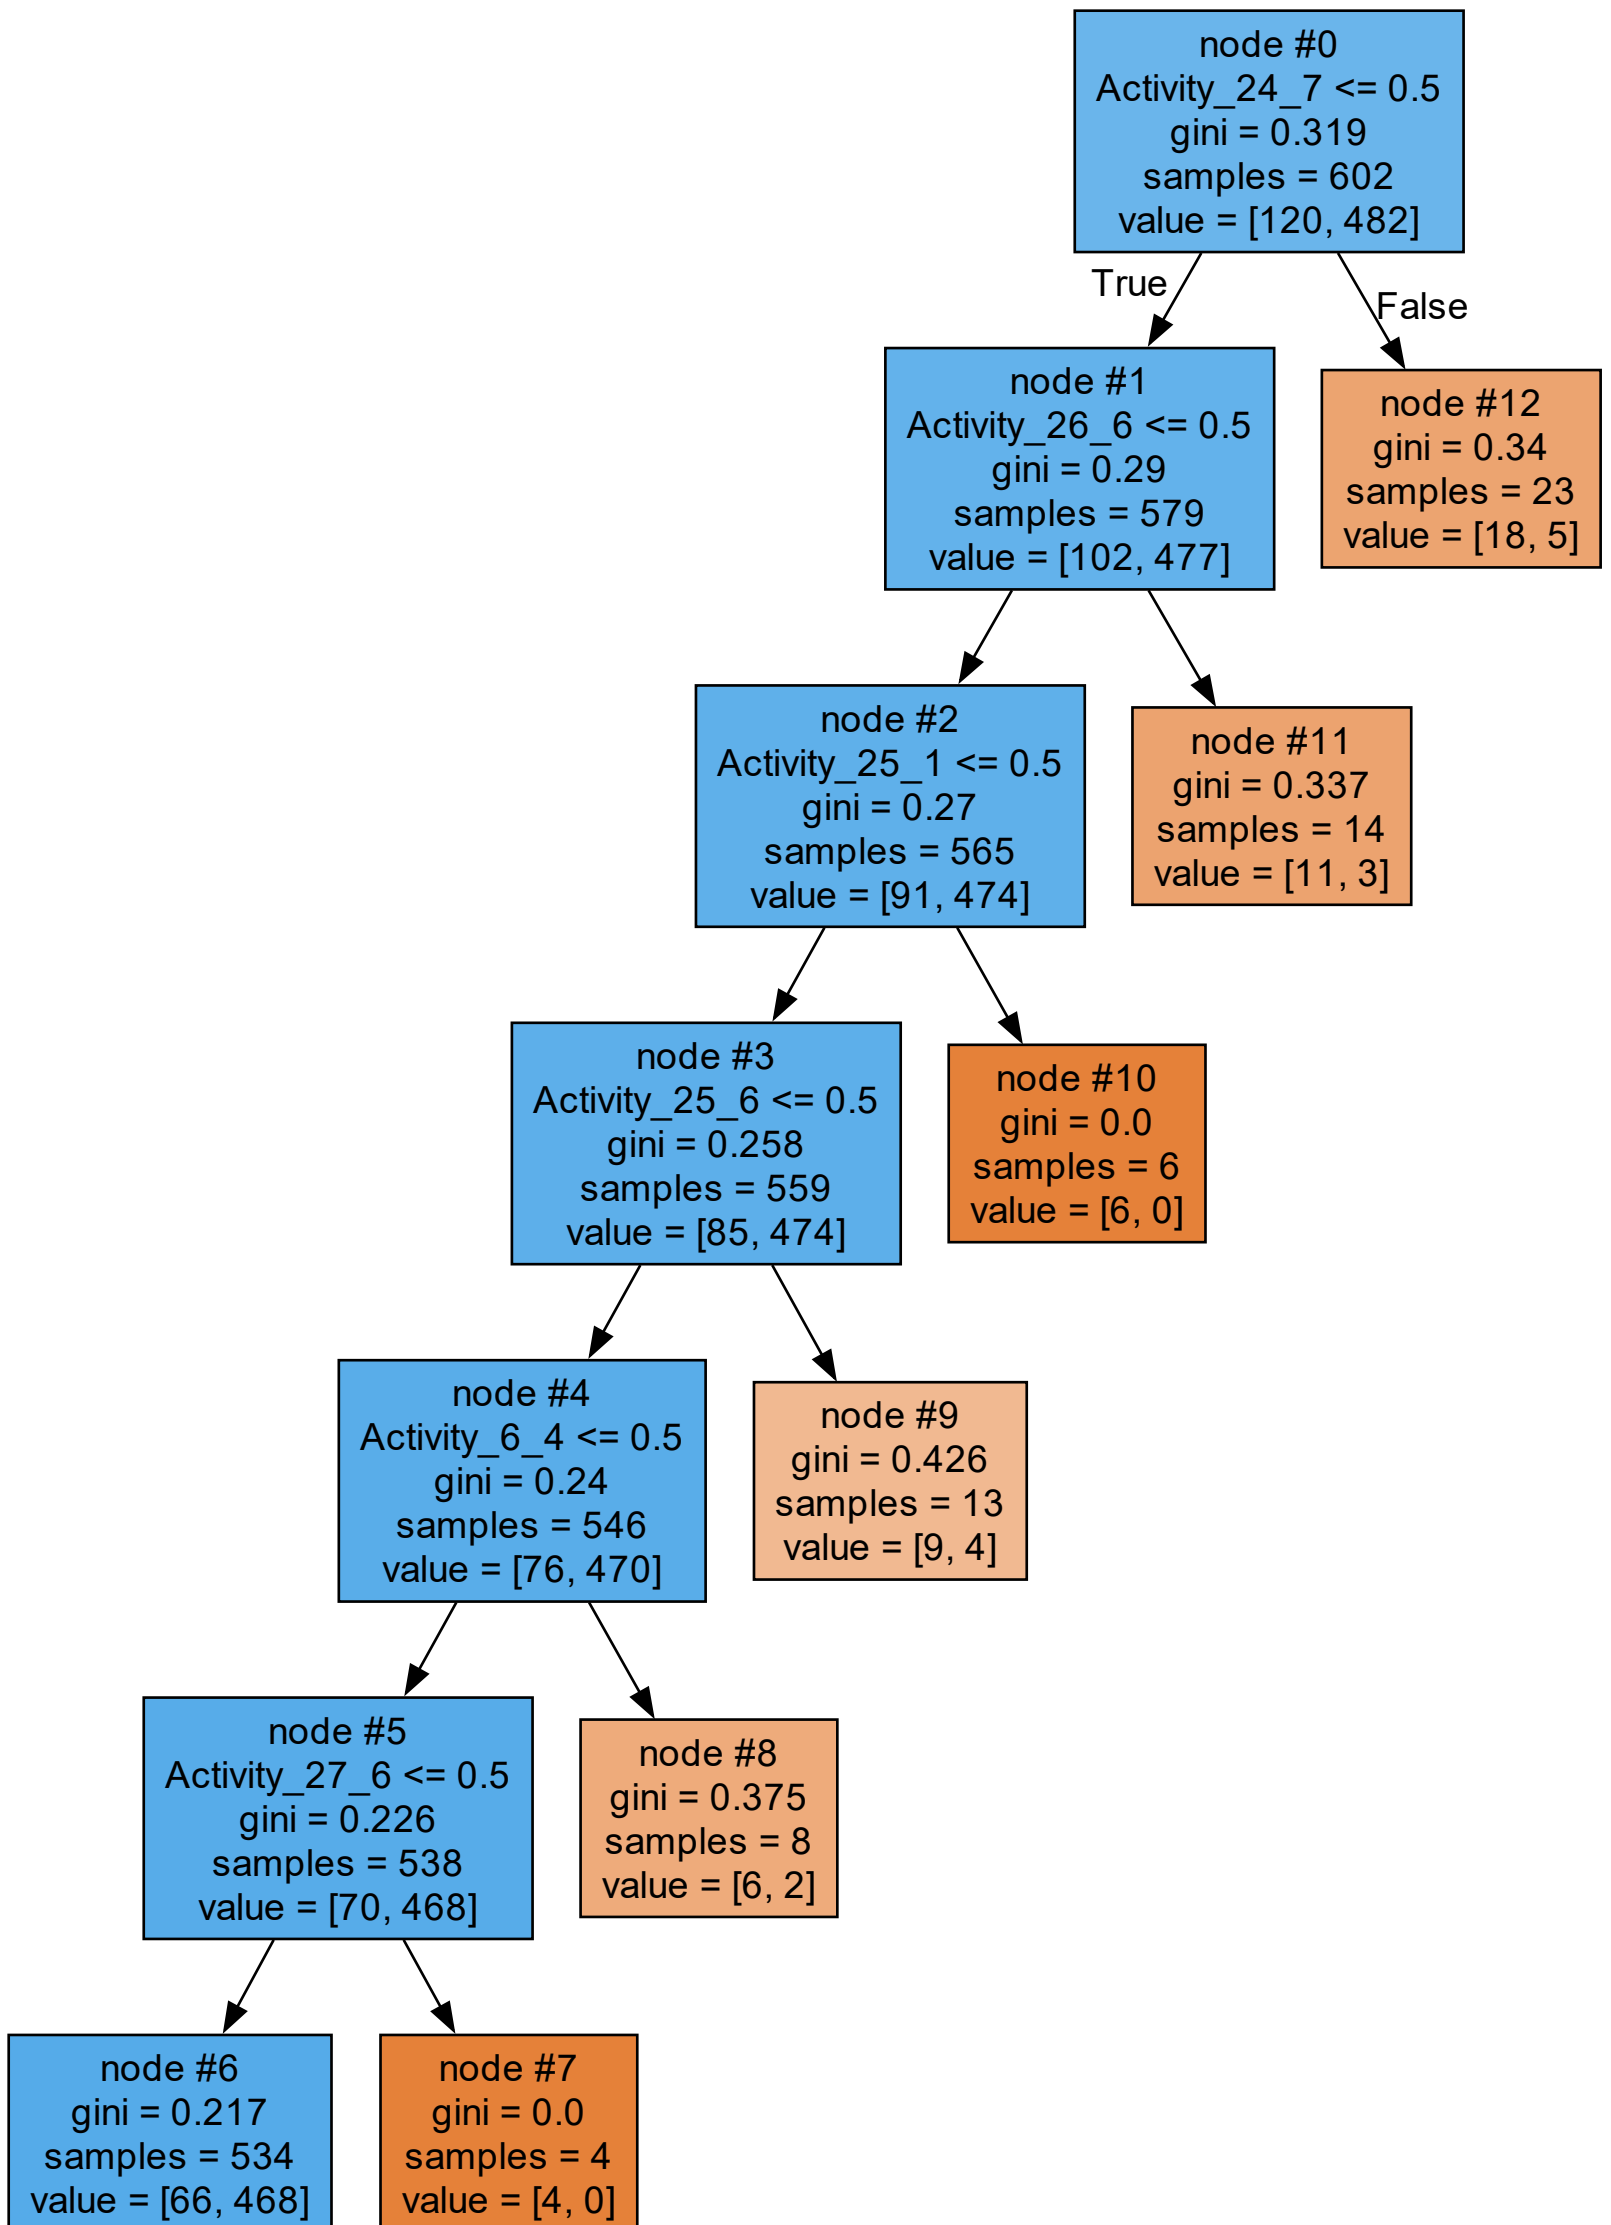 node #0
Activity_24_7 <= 0.5
gini = 0.319
samples = 602
value = [120, 482]
True
False
node #1
Activity_26_6 <= 0.5
gini = 0.29
samples = 579
value = [102, 477]
node #12
gini = 0.34
samples = 23
value = [18, 5]
node #2
Activity_25_1 <= 0.5
gini = 0.27
samples = 565
value = [91, 474]
node #11
gini = 0.337
samples = 14
value = [11, 3]
node #3
Activity_25_6 <= 0.5
gini = 0.258
samples = 559
value = [85, 474]
node #10
gini = 0.0
samples = 6
value = [6, 0]
node #4
Activity_6_4 <= 0.5
gini = 0.24
samples = 546
value = [76, 470]
node #9
gini = 0.426
samples = 13
value = [9, 4]
node #5
Activity_27_6 <= 0.5
gini = 0.226
samples = 538
value = [70, 468]
node #8
gini = 0.375
samples = 8
value = [6, 2]
node #6
gini = 0.217
samples = 534
value = [66, 468]
node #7
gini = 0.0
samples = 4
value = [4, 0]